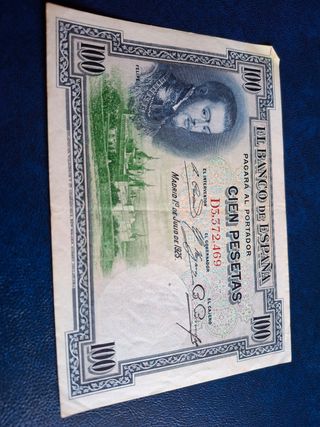 100
100
EL BANCO DE ESPAÑA
PAGARÁ AL PORTADOR
CIEN PESETAS
D5,372,469
MADRID 1º DE JULIO DE 1925
EL INTERVENTOR
EL GOBERNADOR
EL CAJERO
FELIPE
100
100